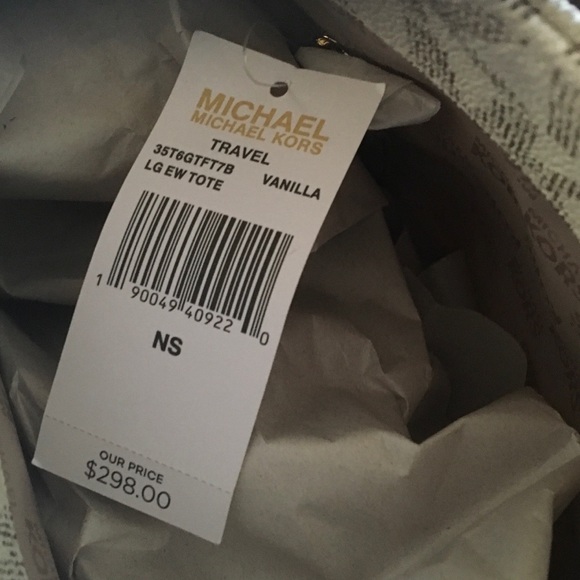 MICHAEL
MICHAEL KORS
TRAVEL
35T6GTFT7B
LG EW TOTE VANILLA
1 90049 40922 0
NS
OUR PRICE
$298.00